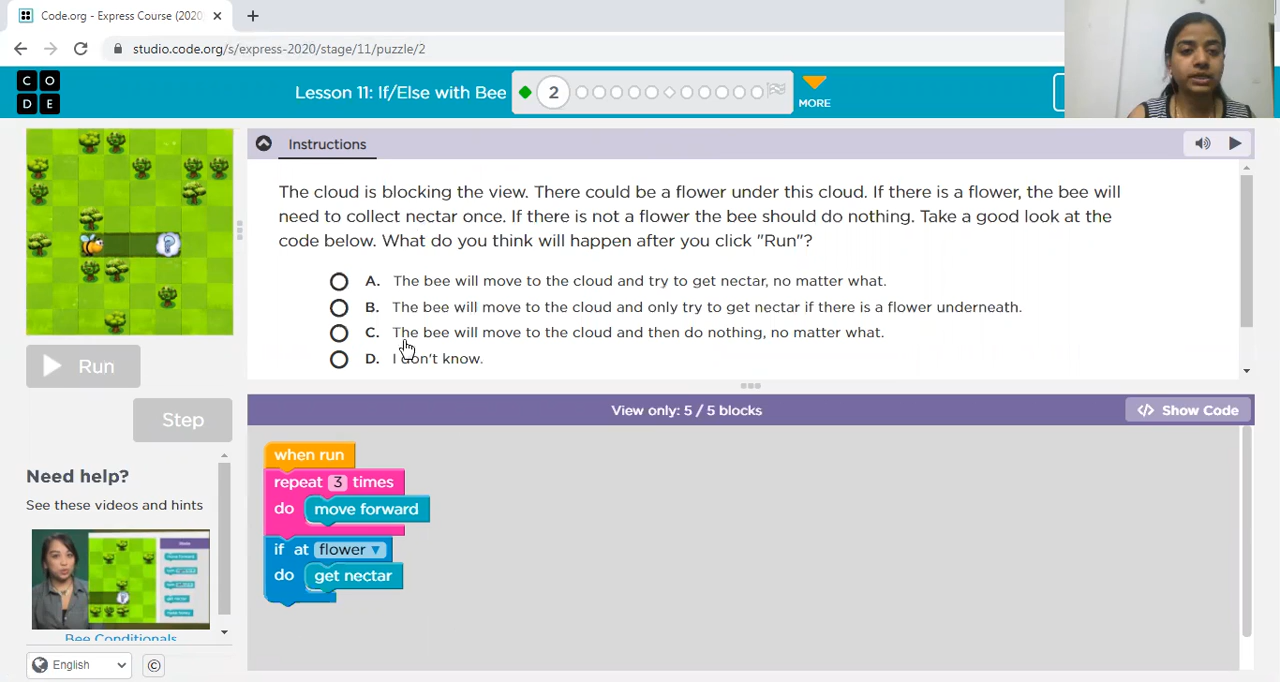 Code.org - Express Course (2020)
studio.code.org/s/express-2020/stage/11/puzzle/2
C O
D E
Lesson 11: If/Else with Bee
2
MORE
Instructions
The cloud is blocking the view. There could be a flower under this cloud. If there is a flower, the bee will
need to collect nectar once. If there is not a flower the bee should do nothing. Take a good look at the
code below. What do you think will happen after you click "Run"?
A. The bee will move to the cloud and try to get nectar, no matter what.
B. The bee will move to the cloud and only try to get nectar if there is a flower underneath.
C. The bee will move to the cloud and then do nothing, no matter what.
D. I don't know.
?
Run
Step
View only: 5 / 5 blocks
Show Code
when run
repeat 3 times
do move forward
if at flower
do get nectar
Need help?
See these videos and hints
Bee Conditionals
English
©